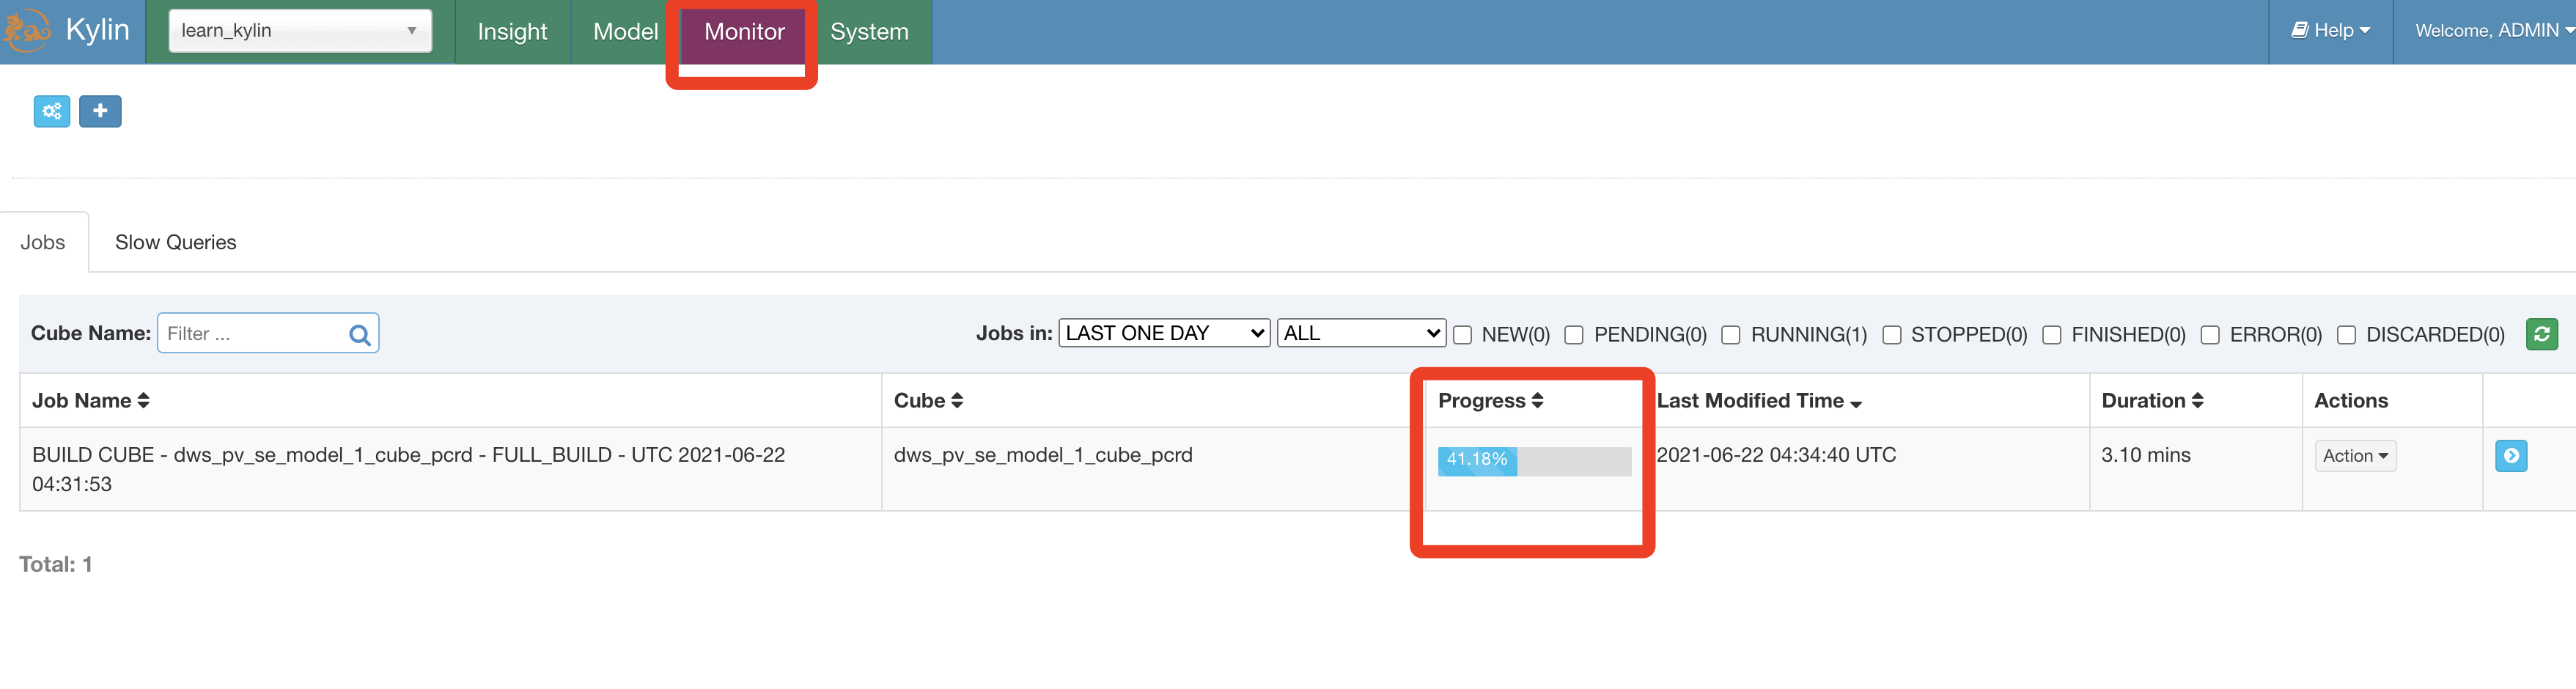 Kylin learn_kylin Insight Model Monitor System Help Welcome, ADMIN
Jobs Slow Queries
Cube Name: Filter ... Jobs in: LAST ONE DAY ALL NEW(0) PENDING(0) RUNNING(1) STOPPED(0) FINISHED(0) ERROR(0) DISCARDED(0)
Job Name Cube Progress Last Modified Time Duration Actions
BUILD CUBE - dws_pv_se_model_1_cube_pcrd - FULL_BUILD - UTC 2021-06-22 dws_pv_se_model_1_cube_pcrd 41.18% 2021-06-22 04:34:40 UTC 3.10 mins Action
04:31:53
Total: 1